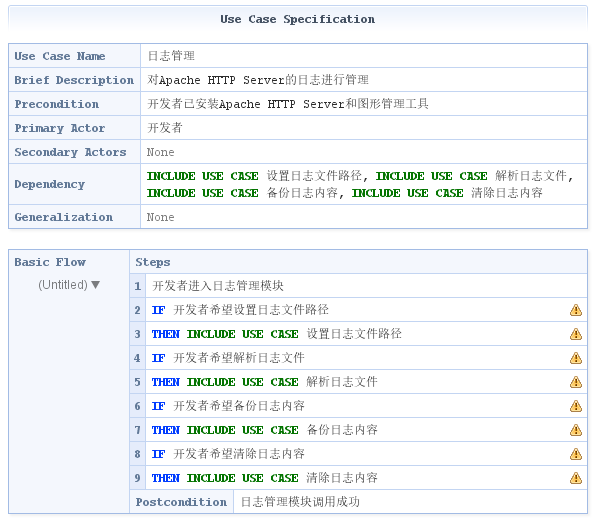 Use Case Specification
Use Case Name 日志管理
Brief Description 对Apache HTTP Server的日志进行管理
Precondition 开发者已安装Apache HTTP Server和图形管理工具
Primary Actor 开发者
Secondary Actors None
Dependency INCLUDE USE CASE 设置日志文件路径, INCLUDE USE CASE 解析日志文件,
INCLUDE USE CASE 备份日志内容, INCLUDE USE CASE 清除日志内容
Generalization None
Basic Flow Steps
(Untitled) ▼
1 开发者进入日志管理模块
2 IF 开发者希望设置日志文件路径
3 THEN INCLUDE USE CASE 设置日志文件路径
4 IF 开发者希望解析日志文件
5 THEN INCLUDE USE CASE 解析日志文件
6 IF 开发者希望备份日志内容
7 THEN INCLUDE USE CASE 备份日志内容
8 IF 开发者希望清除日志内容
9 THEN INCLUDE USE CASE 清除日志内容
Postcondition 日志管理模块调用成功